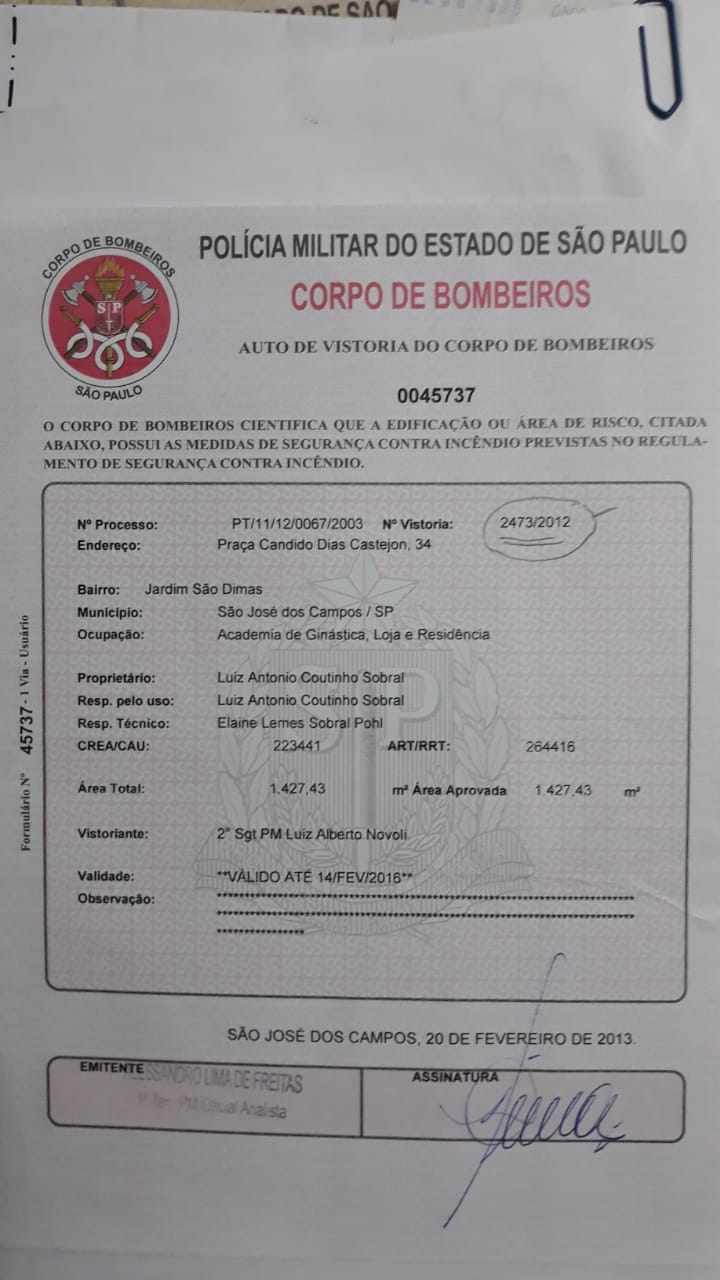 DE SAO
CORPO DE BOMBEIROS
SP
SÃO PAULO
POLÍCIA MILITAR DO ESTADO DE SÃO PAULO
CORPO DE BOMBEIROS
AUTO DE VISTORIA DO CORPO DE BOMBEIROS
0045737
O CORPO DE BOMBEIROS CIENTIFICA QUE A EDIFICAÇÃO OU ÁREA DE RISCO, CITADA
ABAIXO, POSSUI AS MEDIDAS DE SEGURANÇA CONTRA INCÊNDIO PREVISTAS NO REGULA-
MENTO DE SEGURANÇA CONTRA INCÊNDIO.
Nº Processo: PT/11/12/0067/2003 Nº Vistoria: 2473/2012
Endereço: Praça Candido Dias Castejon, 34
Bairro: Jardim São Dimas
Município: São José dos Campos / SP
Ocupação: Academia de Ginástica, Loja e Residência
Proprietário: Luiz Antonio Coutinho Sobral
Resp. pelo uso: Luiz Antonio Coutinho Sobral
Resp. Técnico: Elaine Lemes Sobral Pohl
CREA/CAU: 223441 ART/RRT: 264416
Área Total: 1.427,43 m² Área Aprovada 1.427,43 m²
Vistoriante: 2° Sgt PM Luiz Alberto Novoli
Validade: **VÁLIDO ATÉ 14/FEV/2016**
Observação: ******************************************************************************
******************************************************************************
****************
Formulário Nº 45737 - 1 Via - Usuário
SÃO JOSÉ DOS CAMPOS, 20 DE FEVEREIRO DE 2013.
EMITENTE SSANDRO LIMA DE FREITAS
1º Ten PM Oficial Analista
ASSINATURA